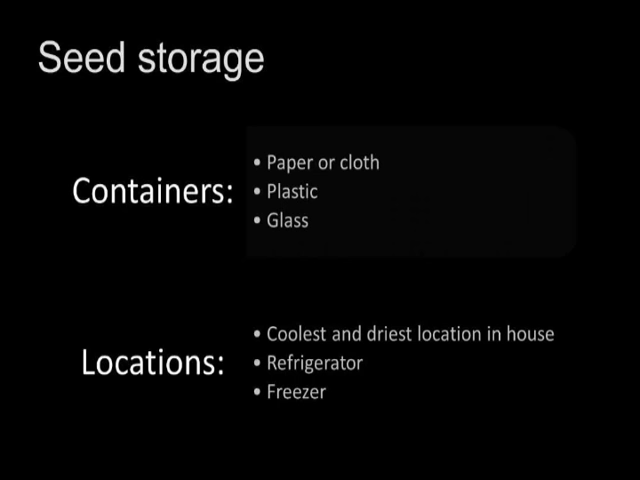 Seed storage
Containers:
• Paper or cloth
• Plastic
• Glass
Locations:
• Coolest and driest location in house
• Refrigerator
• Freezer